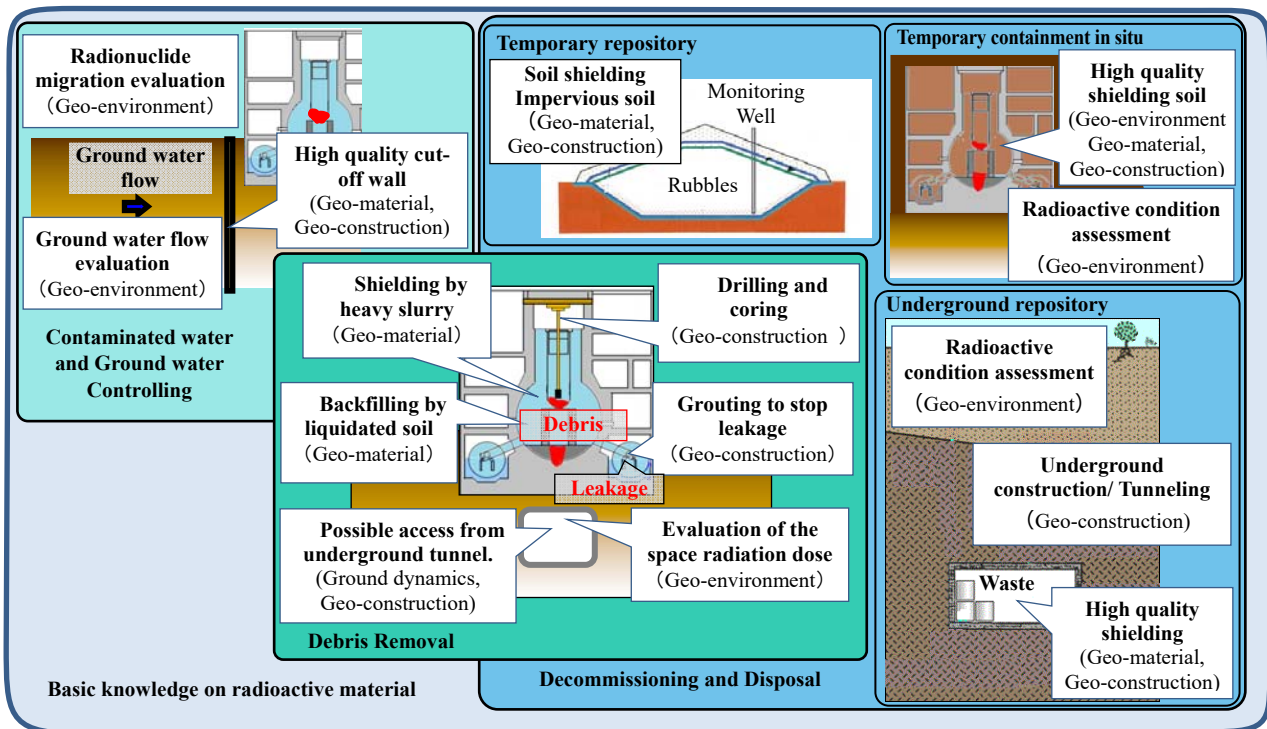 Radionuclide
migration evaluation
（Geo-environment）
Ground water
flow
High quality cut-
off wall
(Geo-material,
Geo-construction)
Ground water flow
evaluation
（Geo-environment）
Contaminated water
and Ground water
Controlling
Temporary repository
Soil shielding
Impervious soil
（Geo-material,
Geo-construction)
Monitoring
Well
Rubbles
Temporary containment in situ
High quality
shielding soil
(Geo-environment
Geo-material,
Geo-construction)
Radioactive condition
assessment
（Geo-environment）
Shielding by
heavy slurry
（Geo-material）
Drilling and
coring
（Geo-construction ）
Backfilling by
liquidated soil
（Geo-material）
Debris
Grouting to stop
leakage
（Geo-construction）
Leakage
Possible access from
underground tunnel.
(Ground dynamics,
Geo-construction)
Evaluation of the
space radiation dose
（Geo-environment）
Debris Removal
Underground repository
Radioactive
condition assessment
（Geo-environment）
Underground
construction/ Tunneling
（Geo-construction)
Waste
High quality
shielding
(Geo-material,
Geo-construction)
Basic knowledge on radioactive material
Decommissioning and Disposal